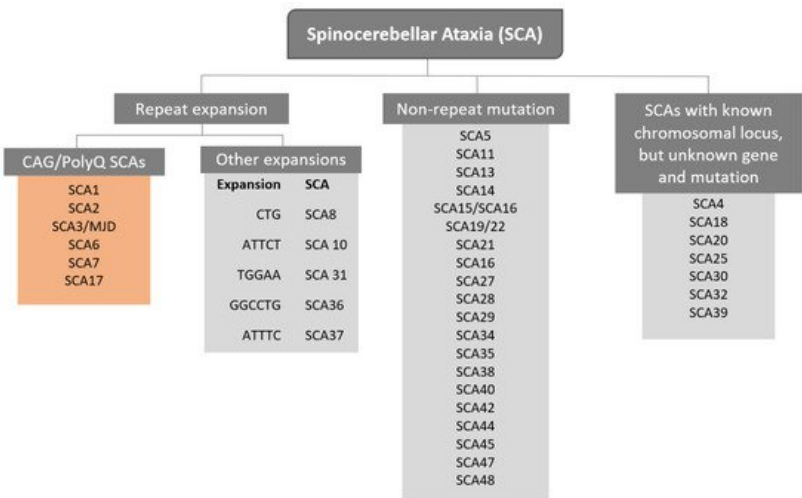 Spinocerebellar Ataxia (SCA)
Repeat expansion
CAG/PolyQ SCAs
SCA1
SCA2
SCA3/MJD
SCA6
SCA7
SCA17
Other expansions
Expansion SCA
CTG SCA8
ATTCT SCA 10
TGGAA SCA 31
GGCCTG SCA36
ATTTC SCA37
Non-repeat mutation
SCA5
SCA11
SCA13
SCA14
SCA15/SCA16
SCA19/22
SCA21
SCA16
SCA27
SCA28
SCA29
SCA34
SCA35
SCA38
SCA40
SCA42
SCA44
SCA45
SCA47
SCA48
SCAs with known
chromosomal locus,
but unknown gene
and mutation
SCA4
SCA18
SCA20
SCA25
SCA30
SCA32
SCA39